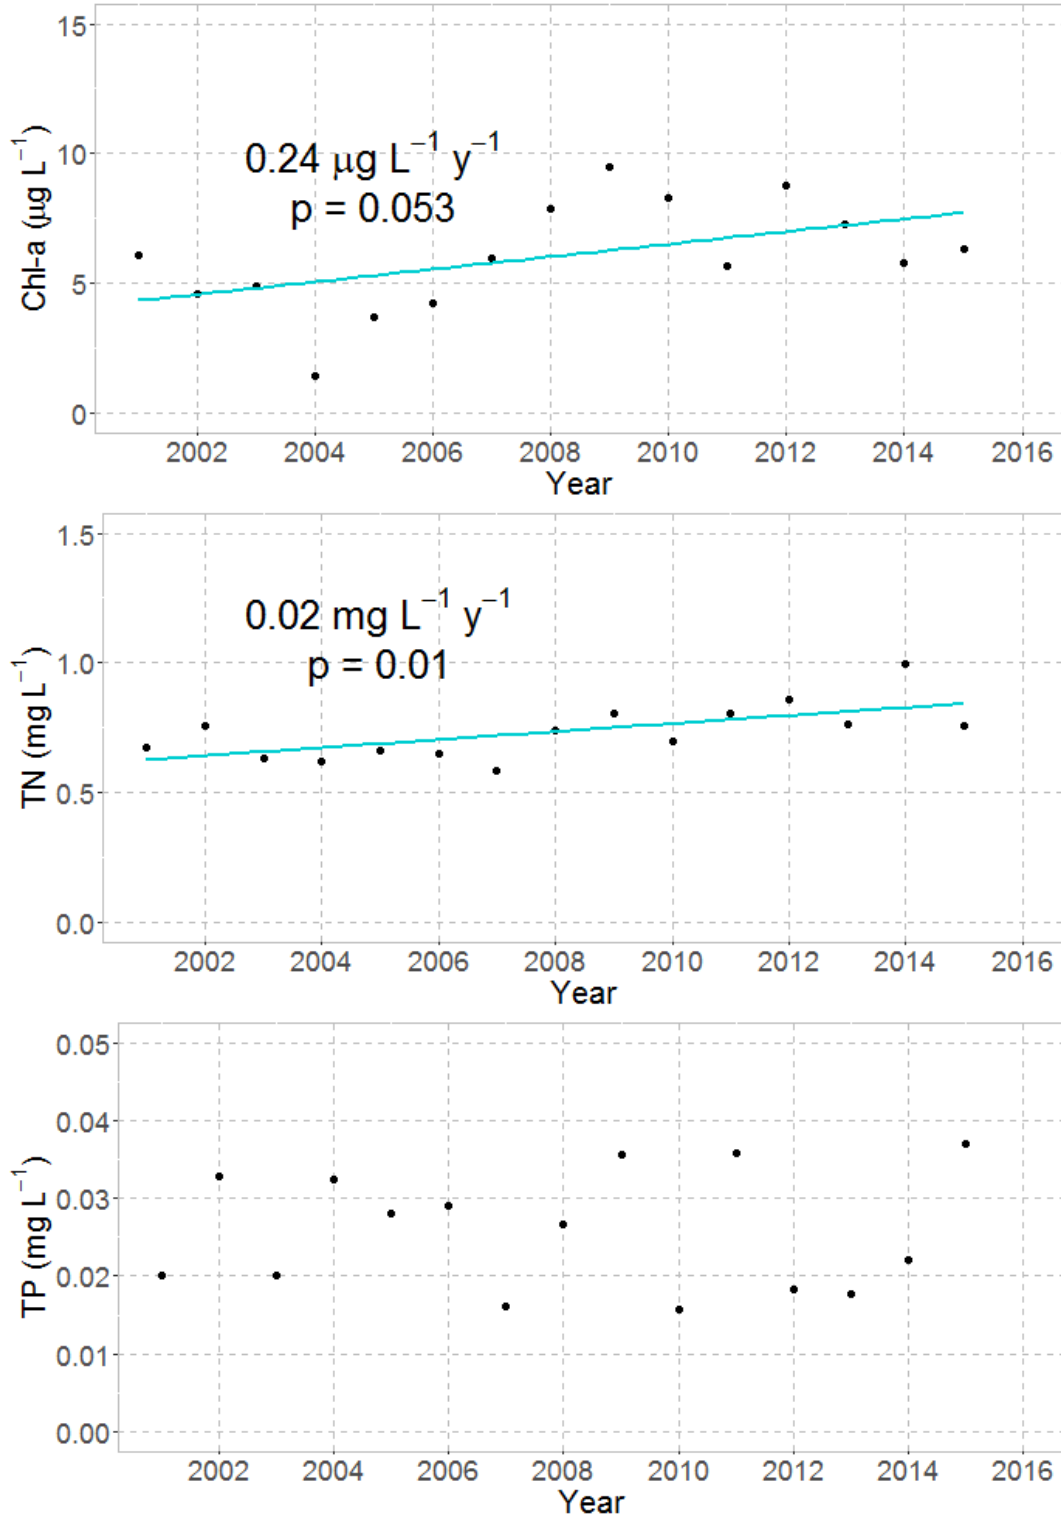 15
10
5
0
Chl-a (μg L⁻¹)
0.24 μg L⁻¹ y⁻¹
p = 0.053
2002 2004 2006 2008 2010 2012 2014 2016
Year
1.5
1.0
0.5
0.0
TN (mg L⁻¹)
0.02 mg L⁻¹ y⁻¹
p = 0.01
2002 2004 2006 2008 2010 2012 2014 2016
Year
0.05
0.04
0.03
0.02
0.01
0.00
TP (mg L⁻¹)
2002 2004 2006 2008 2010 2012 2014 2016
Year